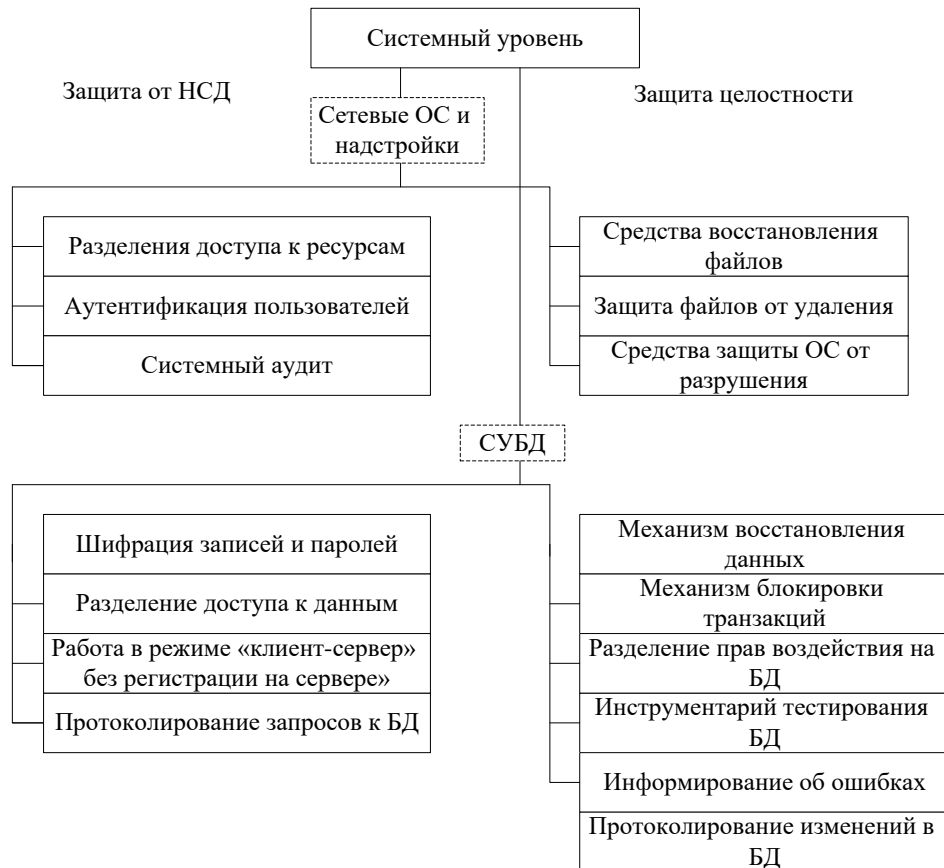 Системный уровень
Защита от НСД
Защита целостности
Сетевые ОС и
надстройки
Разделения доступа к ресурсам
Аутентификация пользователей
Системный аудит
Средства восстановления
файлов
Защита файлов от удаления
Средства защиты ОС от
разрушения
СУБД
Шифрация записей и паролей
Разделение доступа к данным
Работа в режиме «клиент-сервер»
без регистрации на сервере»
Протоколирование запросов к БД
Механизм восстановления
данных
Механизм блокировки
транзакций
Разделение прав воздействия на
БД
Инструментарий тестирования
БД
Информирование об ошибках
Протоколирование изменений в
БД